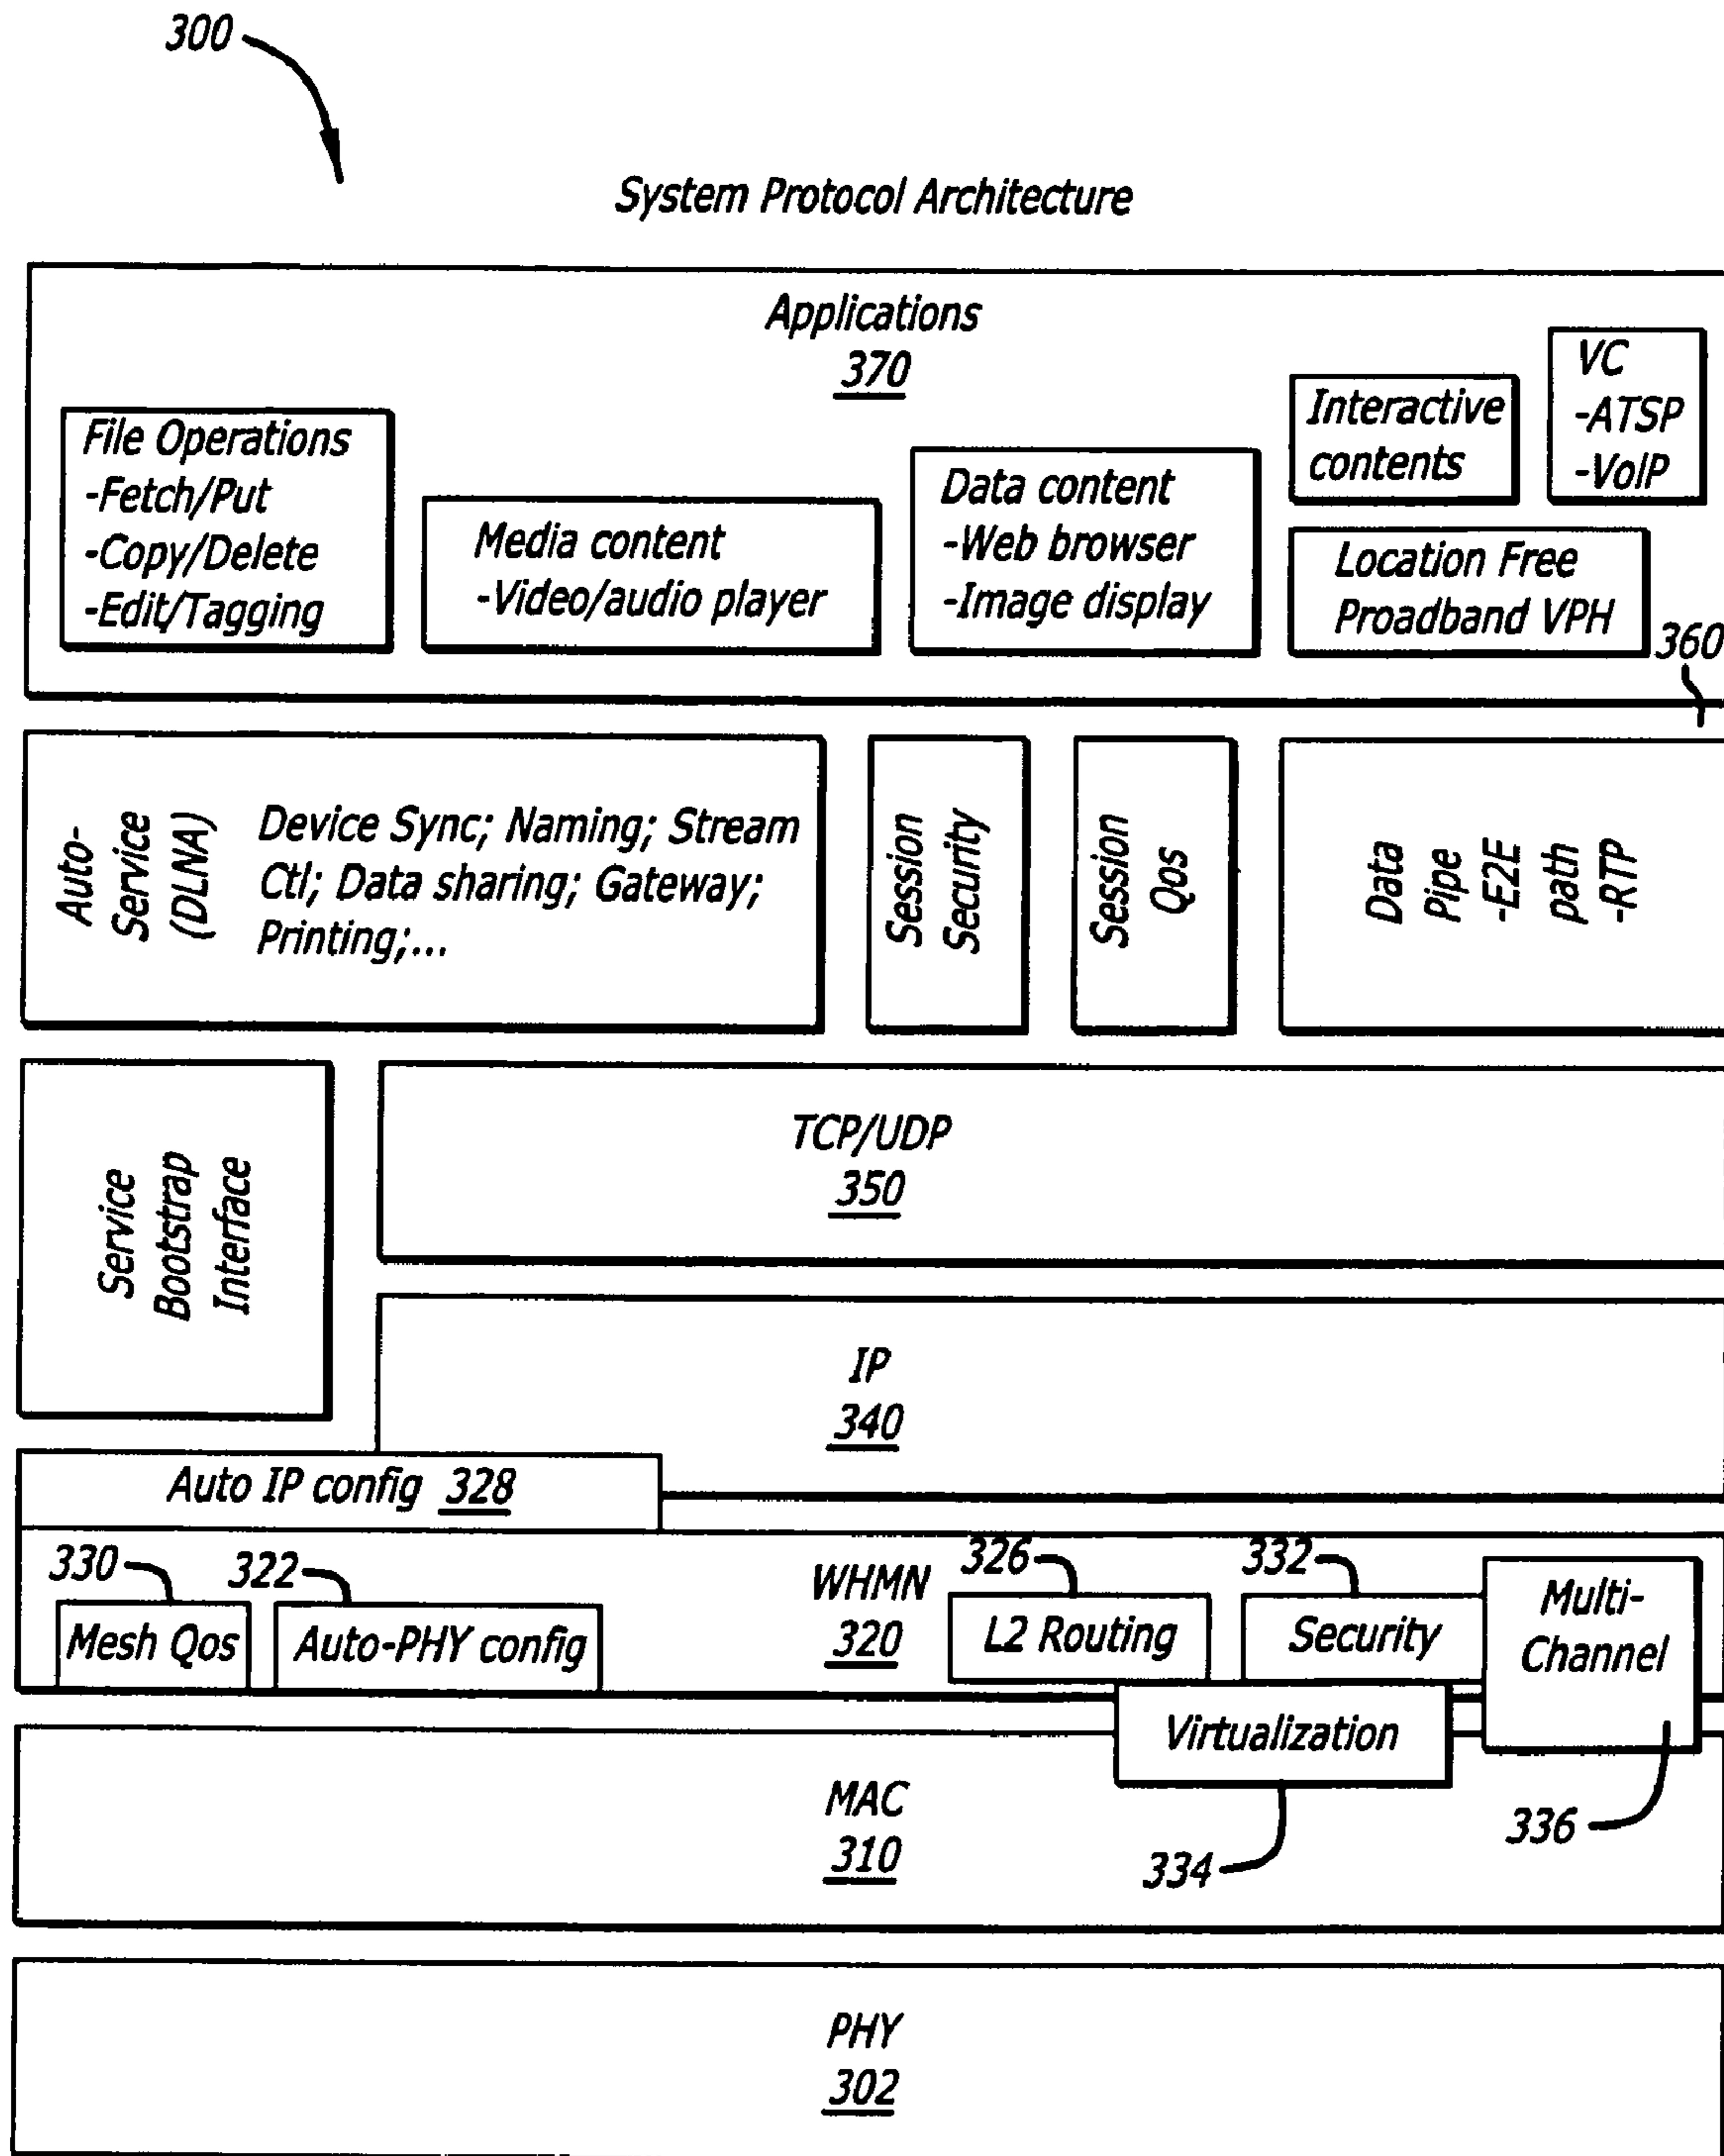 300
System Protocol Architecture
Applications
370
File Operations
-Fetch/Put
-Copy/Delete
-Edit/Tagging
Media content
-Video/audio player
Data content
-Web browser
-Image display
Interactive
contents
VC
-ATSP
-VoIP
Location Free
Proadband VPH
360
Auto-
Service
(DLNA)
Device Sync; Naming; Stream
Ctl; Data sharing; Gateway;
Printing;...
Session
Security
Session
Qos
Data
Pipe
-E2E
path
-RTP
Service
Bootstrap
Interface
TCP/UDP
350
IP
340
Auto IP config 328
330
322
WHMN
320
326
332
Mesh Qos
Auto-PHY config
L2 Routing
Security
Multi-
Channel
Virtualization
MAC
310
334
336
PHY
302